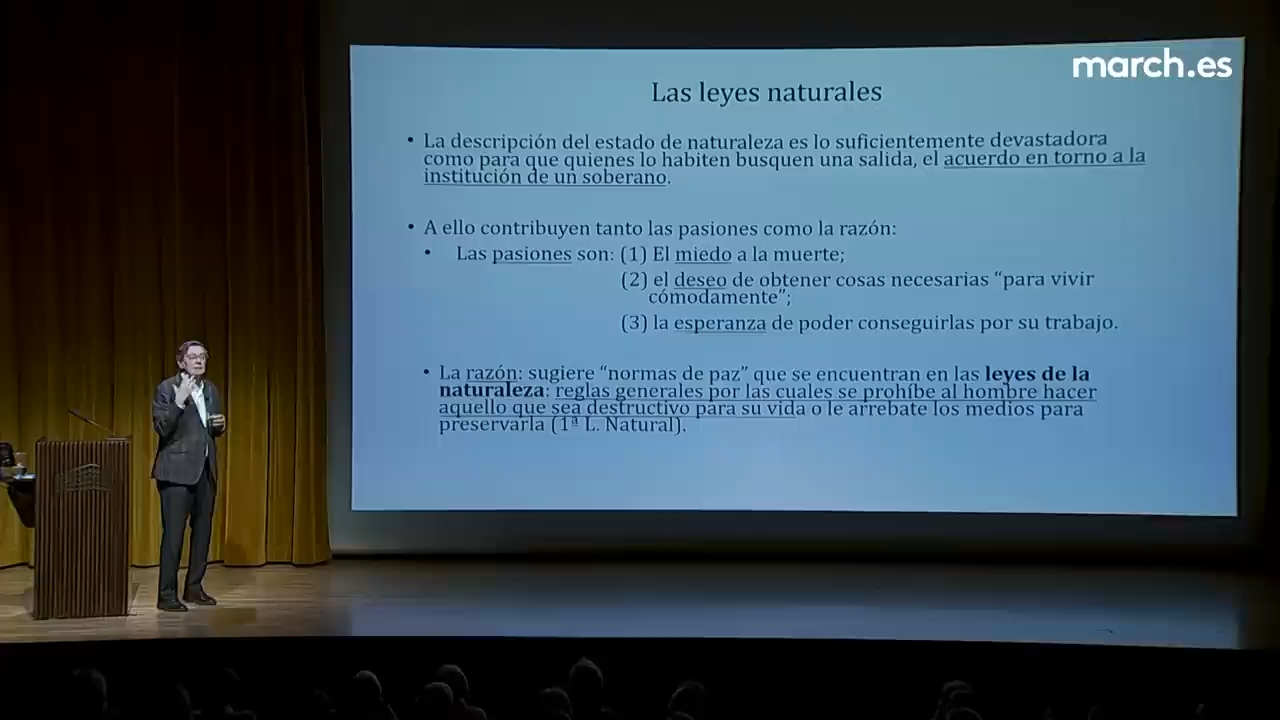 march.es
Las leyes naturales
• La descripción del estado de naturaleza es lo suficientemente devastadora
como para que quienes lo habiten busquen una salida, el acuerdo en torno a la
institución de un soberano.
• A ello contribuyen tanto las pasiones como la razón:
• Las pasiones son: (1) El miedo a la muerte;
(2) el deseo de obtener cosas necesarias “para vivir
cómodamente”;
(3) la esperanza de poder conseguirlas por su trabajo.
• La razón: sugiere “normas de paz” que se encuentran en las leyes de la
naturaleza: reglas generales por las cuales se prohíbe al hombre hacer
aquello que sea destructivo para su vida o le arrebate los medios para
preservarla (1ª L. Natural).